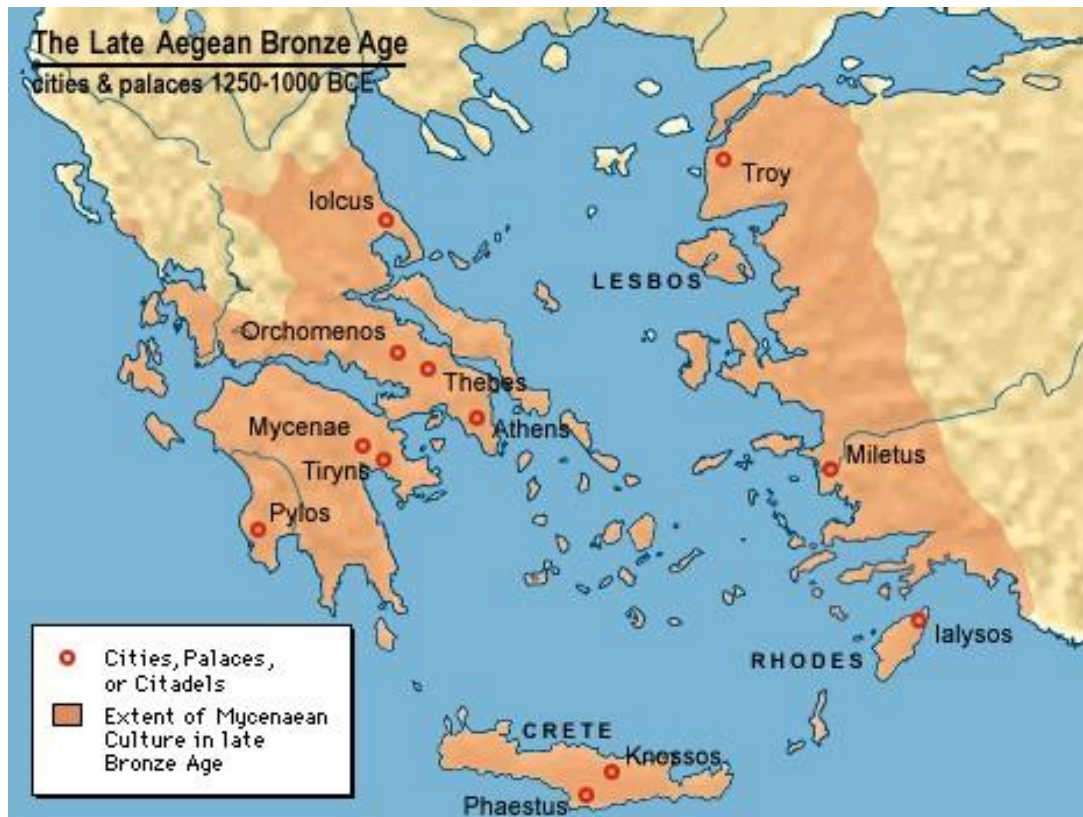 The Late Aegean Bronze Age
cities & palaces 1250-1000 BCE
Troy
Iolcus
LESBOS
Orchomenos
Thebes
Athens
Mycenae
Tiryns
Miletus
Pylos
Ialysos
RHODES
CRETE
Knossos
Phaestus
Cities, Palaces,
or Citadels
Extent of Mycenaean
Culture in late
Bronze Age